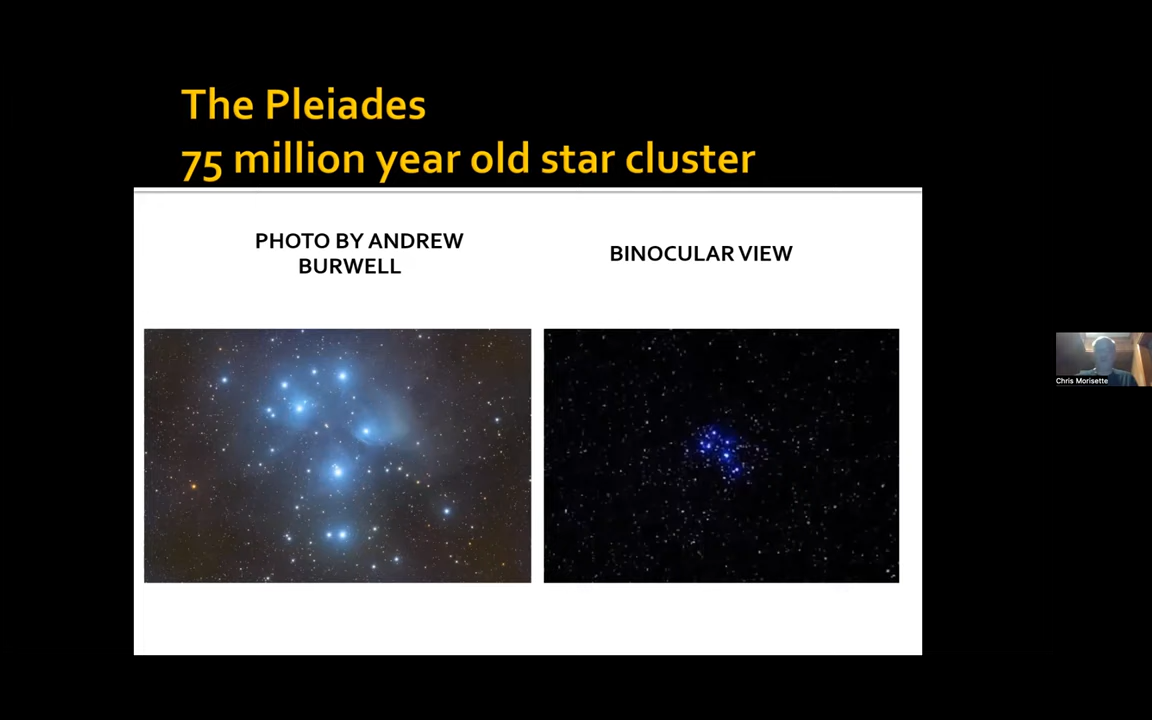 The Pleiades
75 million year old star cluster
PHOTO BY ANDREW
BURWELL
BINOCULAR VIEW
Chris Morisette